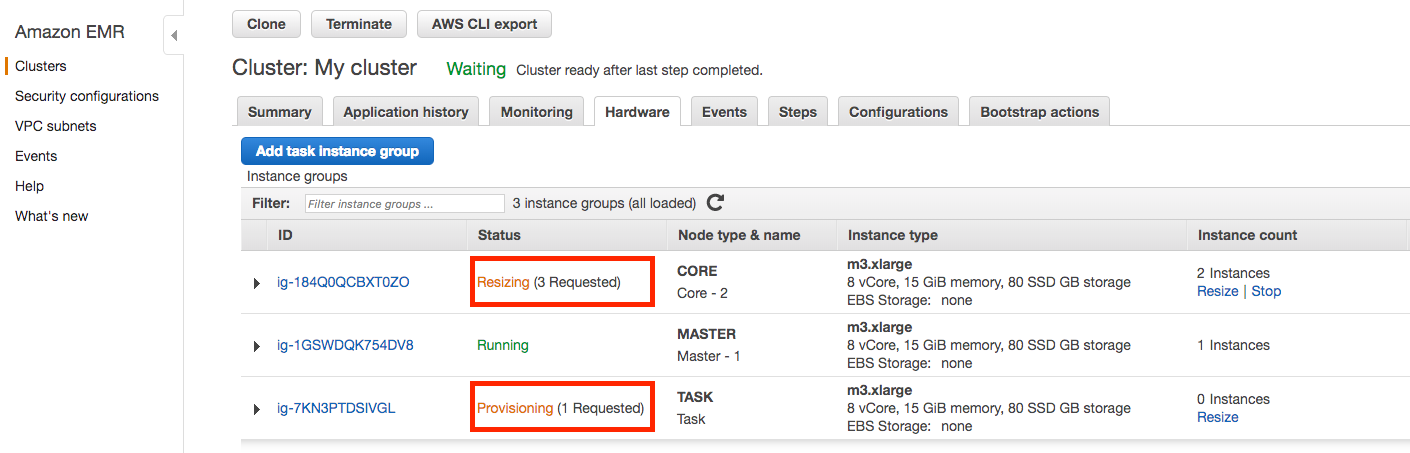 Clone Terminate AWS CLI export
Amazon EMR
Clusters
Security configurations
VPC subnets
Events
Help
What's new
Cluster: My cluster Waiting Cluster ready after last step completed.
Summary Application history Monitoring Hardware Events Steps Configurations Bootstrap actions
Add task instance group
Instance groups
Filter: Filter instance groups ... 3 instance groups (all loaded)
ID Status Node type & name Instance type Instance count
ig-184Q0QCBXT0ZO Resizing (3 Requested) CORE m3.xlarge 2 Instances
Core - 2 8 vCore, 15 GiB memory, 80 SSD GB storage Resize | Stop
EBS Storage: none
ig-1GSWDQK754DV8 Running MASTER m3.xlarge 1 Instances
Master - 1 8 vCore, 15 GiB memory, 80 SSD GB storage
EBS Storage: none
ig-7KN3PTDSIVGL Provisioning (1 Requested) TASK m3.xlarge 0 Instances
Task 8 vCore, 15 GiB memory, 80 SSD GB storage Resize
EBS Storage: none